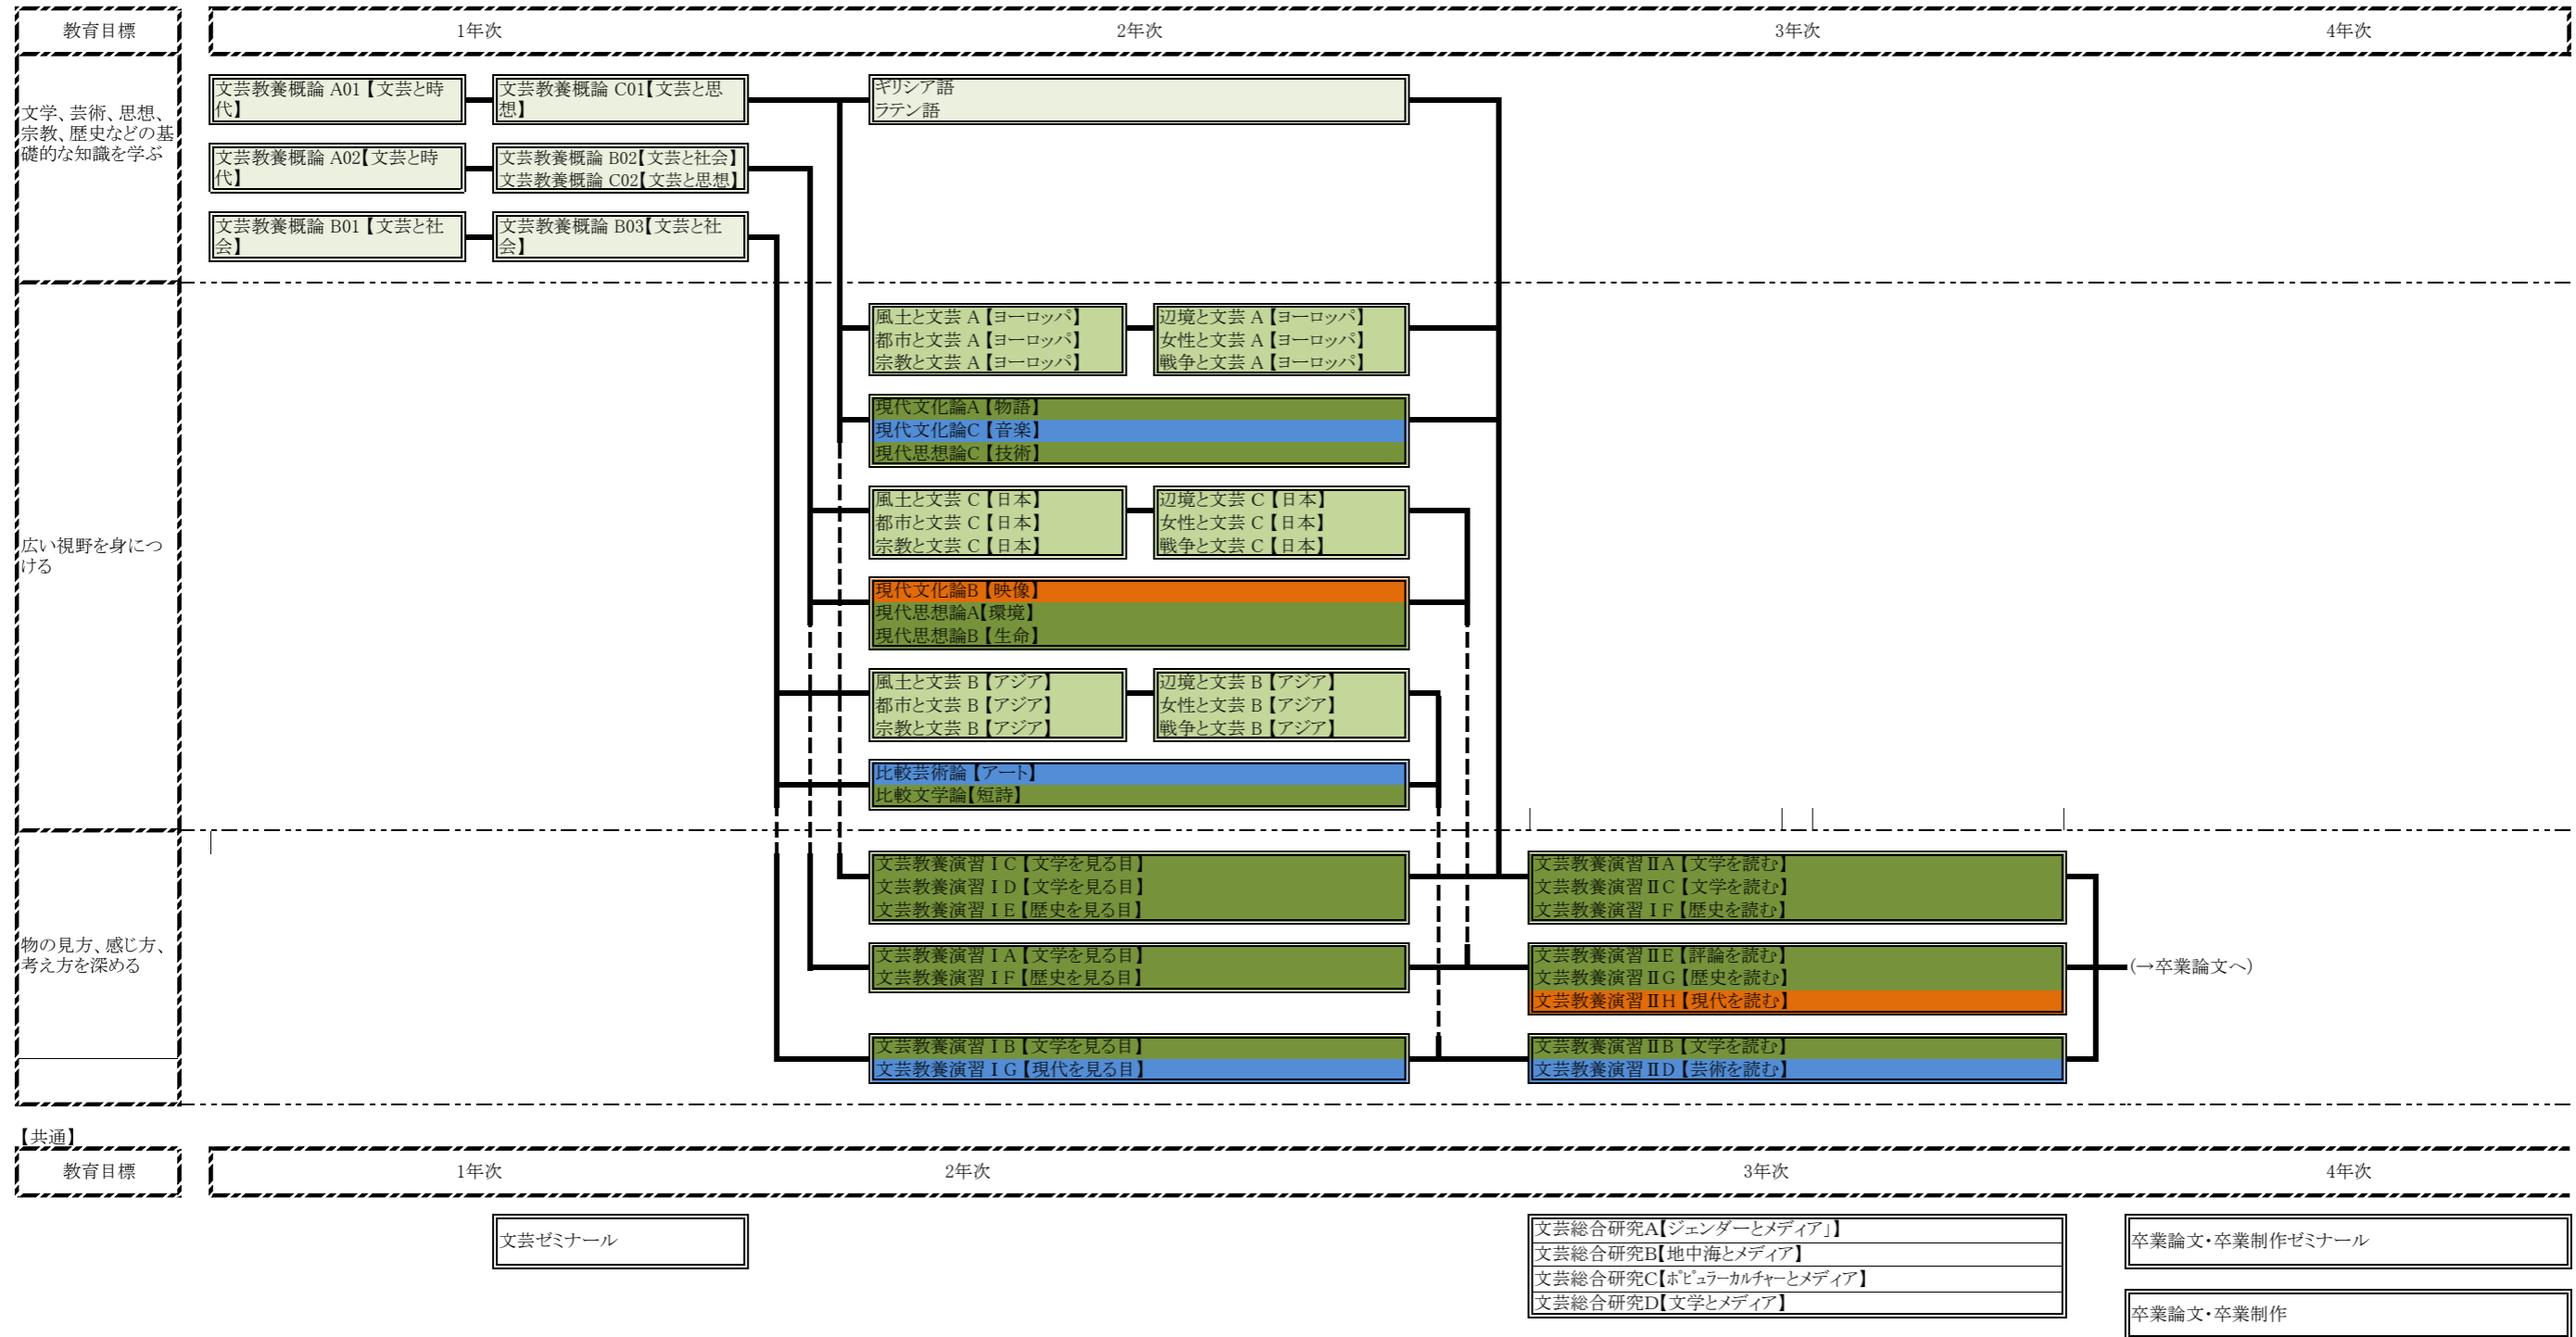 教育目標
1年次
2年次
3年次
4年次
文学、芸術、思想、
宗教、歴史などの基
礎的な知識を学ぶ
文芸教養概論 A01【文芸と時
代】
文芸教養概論 C01【文芸と思
想】
ギリシア語
ラテン語
文芸教養概論 A02【文芸と時
代】
文芸教養概論 B02【文芸と社会】
文芸教養概論 C02【文芸と思想】
文芸教養概論 B01【文芸と社
会】
文芸教養概論 B03【文芸と社
会】
広い視野を身につ
ける
風土と文芸 A【ヨーロッパ】
都市と文芸 A【ヨーロッパ】
宗教と文芸 A【ヨーロッパ】
辺境と文芸 A【ヨーロッパ】
女性と文芸 A【ヨーロッパ】
戦争と文芸 A【ヨーロッパ】
現代文化論A【物語】
現代文化論C【音楽】
現代思想論C【技術】
風土と文芸 C【日本】
都市と文芸 C【日本】
宗教と文芸 C【日本】
辺境と文芸 C【日本】
女性と文芸 C【日本】
戦争と文芸 C【日本】
現代文化論B【映像】
現代思想論A【環境】
現代思想論B【生命】
風土と文芸 B【アジア】
都市と文芸 B【アジア】
宗教と文芸 B【アジア】
辺境と文芸 B【アジア】
女性と文芸 B【アジア】
戦争と文芸 B【アジア】
比較芸術論【アート】
比較文学論【短詩】
物の見方、感じ方、
考え方を深める
文芸教養演習ⅠC【文学を見る目】
文芸教養演習ⅠD【文学を見る目】
文芸教養演習ⅠE【歴史を見る目】
文芸教養演習ⅡA【文学を読む】
文芸教養演習ⅡC【文学を読む】
文芸教養演習ⅠF【歴史を読む】
文芸教養演習ⅠA【文学を見る目】
文芸教養演習ⅠF【歴史を見る目】
文芸教養演習ⅡE【評論を読む】
文芸教養演習ⅡG【歴史を読む】
文芸教養演習ⅡH【現代を読む】
(→卒業論文へ)
文芸教養演習ⅠB【文学を見る目】
文芸教養演習ⅠG【現代を見る目】
文芸教養演習ⅡB【文学を読む】
文芸教養演習ⅡD【芸術を読む】
【共通】
教育目標
1年次
2年次
3年次
4年次
文芸ゼミナール
文芸総合研究A【ジェンダーとメディア」】
文芸総合研究B【地中海とメディア】
文芸総合研究C【ポピュラーカルチャーとメディア】
文芸総合研究D【文学とメディア】
卒業論文・卒業制作ゼミナール
卒業論文・卒業制作